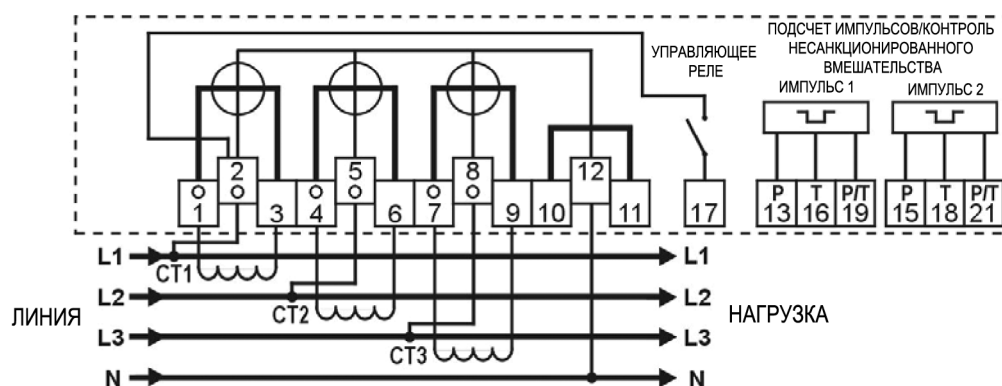 ПОДСЧЕТ ИМПУЛЬСОВ/КОНТРОЛЬ
НЕСАНКЦИОНИРОВАННОГО
ВМЕШАТЕЛЬСТВА
УПРАВЛЯЮЩЕЕ
РЕЛЕ
ИМПУЛЬС 1 ИМПУЛЬС 2
2 5 8 12
1 3 4 6 7 9 10 11 17
P T P/T P T P/T
13 16 19 15 18 21
L1 L1
CT1
L2 L2
CT2
ЛИНИЯ НАГРУЗКА
L3 L3
CT3
N N